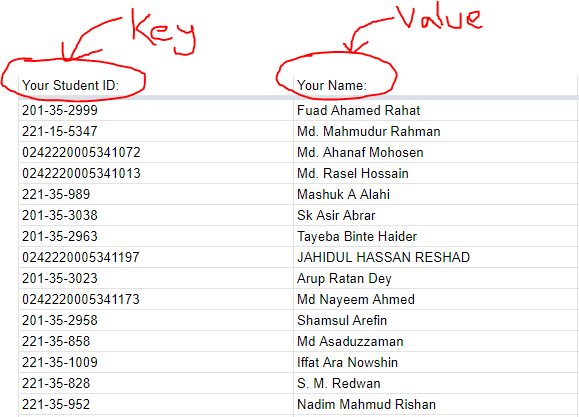 Key Value
Your Student ID: Your Name:
201-35-2999 Fuad Ahamed Rahat
221-15-5347 Md. Mahmudur Rahman
0242220005341072 Md. Ahanaf Mohosen
0242220005341013 Md. Rasel Hossain
221-35-989 Mashuk A Alahi
201-35-3038 Sk Asir Abrar
201-35-2963 Tayeba Binte Haider
0242220005341197 JAHIDUL HASSAN RESHAD
201-35-3023 Arup Ratan Dey
0242220005341173 Md Nayeem Ahmed
201-35-2958 Shamsul Arefin
221-35-858 Md Asaduzzaman
221-35-1009 Iffat Ara Nowshin
221-35-828 S. M. Redwan
221-35-952 Nadim Mahmud Rishan